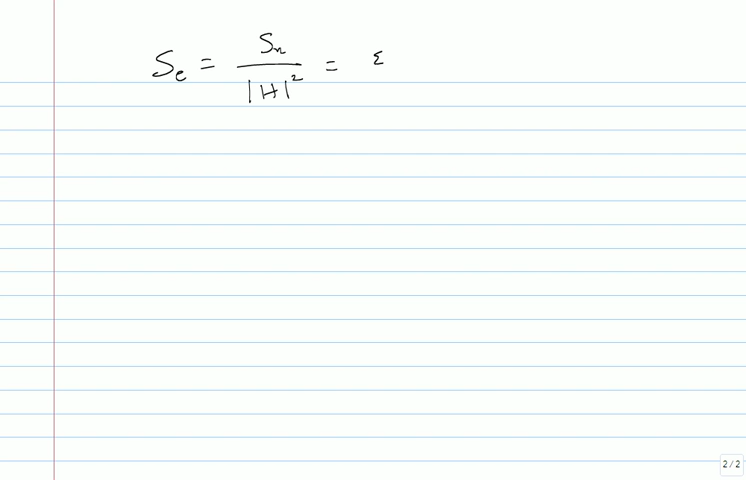 Se = Sn / |H|² = ε
2/2